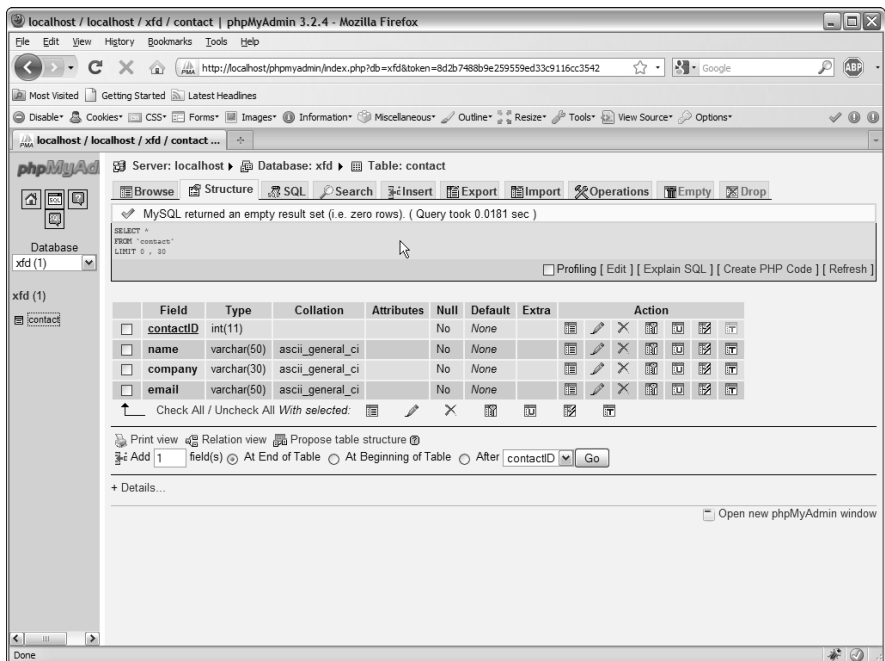 localhost / localhost / xfd / contact | phpMyAdmin 3.2.4 - Mozilla Firefox
File Edit View History Bookmarks Tools Help
PMA http://localhost/phpmyadmin/index.php?db=xfd&token=8d2b7488b9e259559ed33c9116cc3542 Google ABP
Most Visited Getting Started Latest Headlines
Disable Cookies CSS Forms Images Information Miscellaneous Outline Resize Tools View Source Options
PMA localhost / localhost / xfd / contact ...
phpMyAd
Server: localhost Database: xfd Table: contact
Browse Structure SQL Search Insert Export Import Operations Empty Drop
SQL
MySQL returned an empty result set (i.e. zero rows). ( Query took 0.0181 sec )
SELECT *
FROM `contact`
LIMIT 0 , 30
Database
xfd (1)
Profiling [ Edit ] [ Explain SQL ] [ Create PHP Code ] [ Refresh ]
xfd (1)
contact
Field Type Collation Attributes Null Default Extra Action
contactID int(11) No None
name varchar(50) ascii_general_ci No None
company varchar(30) ascii_general_ci No None
email varchar(50) ascii_general_ci No None
Check All / Uncheck All With selected:
Print view Relation view Propose table structure
Add 1 field(s) At End of Table At Beginning of Table After contactID Go
+ Details...
Open new phpMyAdmin window
Done